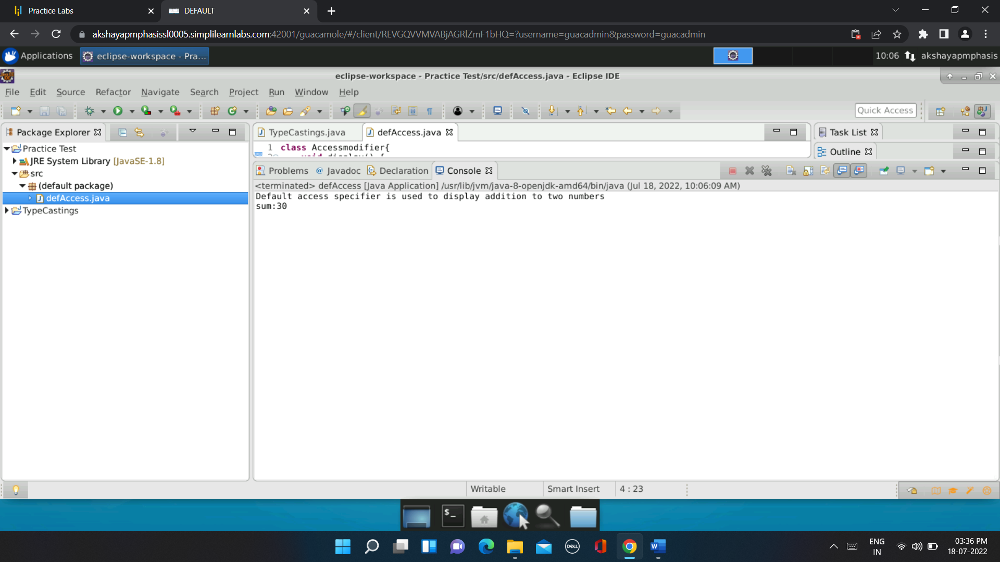 Practice Labs
DEFAULT
akshayapmphasissl0005.simplilearnlabs.com:42001/guacamole/#/client/REVGQVVMVABjAGRlZmF1bHQ=?username=guacadmin&password=guacadmin
Applications
eclipse-workspace - Pra...
10:06
akshayapmphasis
eclipse-workspace - Practice Test/src/defAccess.java - Eclipse IDE
File Edit Source Refactor Navigate Search Project Run Window Help
Quick Access
Package Explorer
TypeCastings.java
defAccess.java
Task List
Practice Test
1 class Accessmodifier{
Outline
void display() {
JRE System Library [JavaSE-1.8]
src
(default package)
defAccess.java
TypeCastings
Problems
@ Javadoc
Declaration
Console
<terminated> defAccess [Java Application] /usr/lib/jvm/java-8-openjdk-amd64/bin/java (Jul 18, 2022, 10:06:09 AM)
Default access specifier is used to display addition to two numbers
sum:30
Writable
Smart Insert
4 : 23
$ _
DELL
W
ENG
IN
03:36 PM
18-07-2022